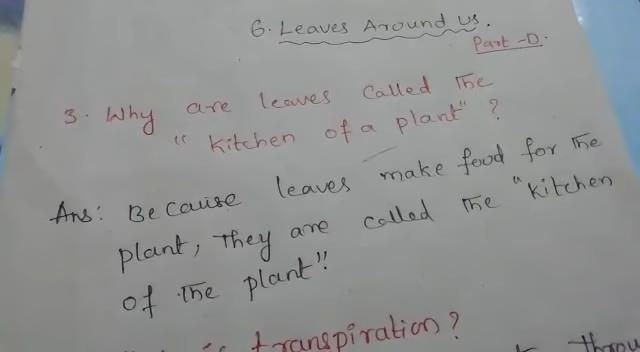 6. Leaves Around us.
Part-D.
3. Why are leaves called the
"kitchen of a plant"?
Ans: Because leaves make food for the
plant, they are called the "kitchen
of the plant".
is transpiration?